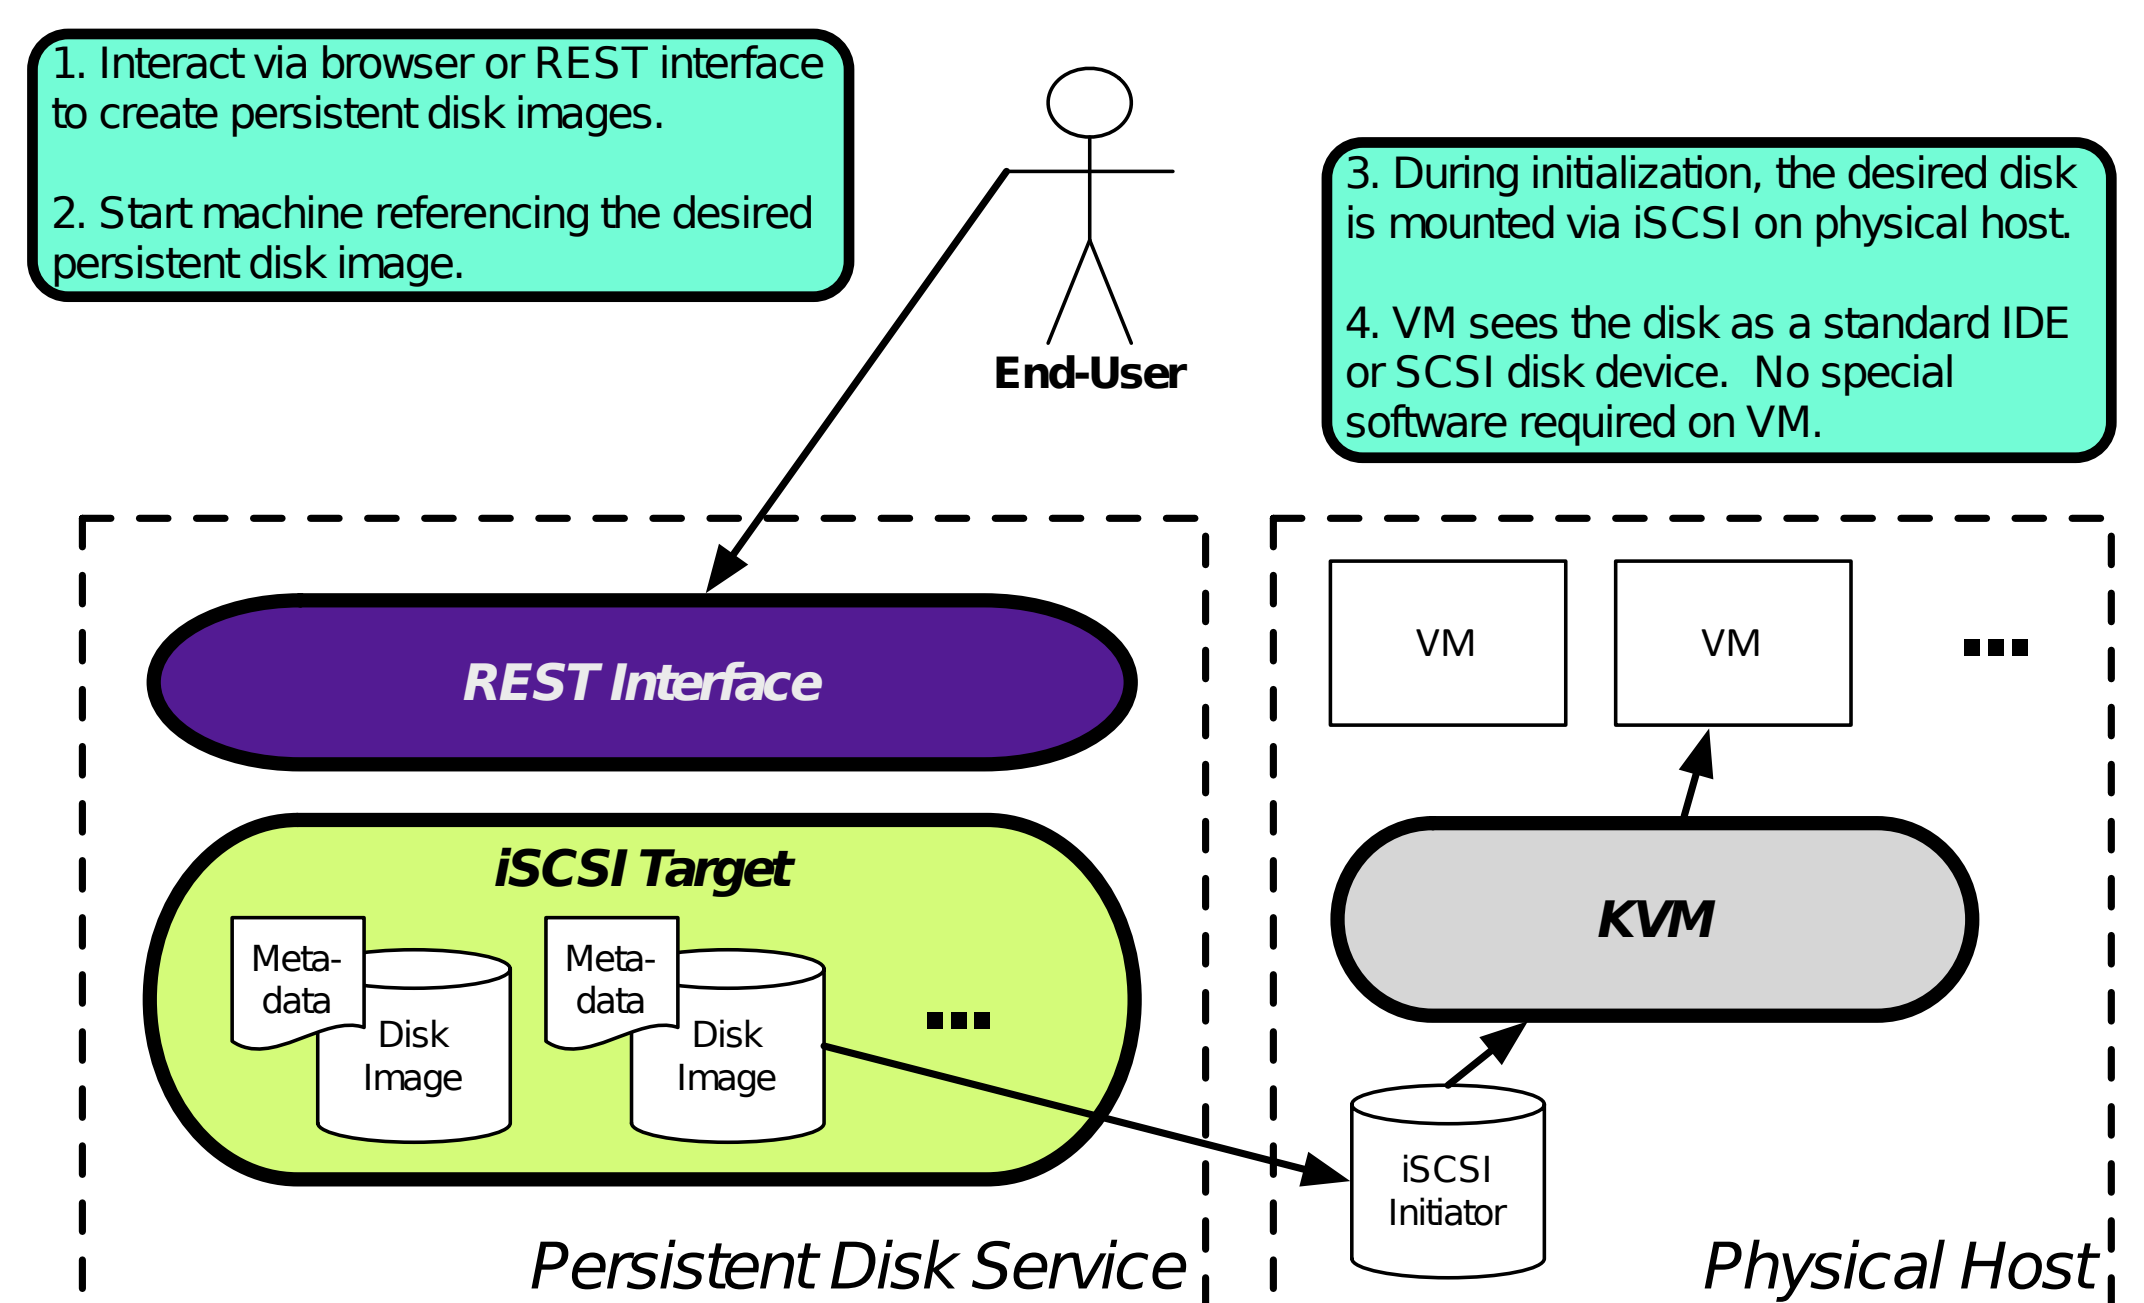 1. Interact via browser or REST interface
to create persistent disk images.
2. Start machine referencing the desired
persistent disk image.
End-User
3. During initialization, the desired disk
is mounted via iSCSI on physical host.
4. VM sees the disk as a standard IDE
or SCSI disk device.  No special
software required on VM.
REST Interface
iSCSI Target
Meta-
data
Disk
Image
Meta-
data
Disk
Image
...
Persistent Disk Service
VM
VM
...
KVM
iSCSI
Initiator
Physical Host